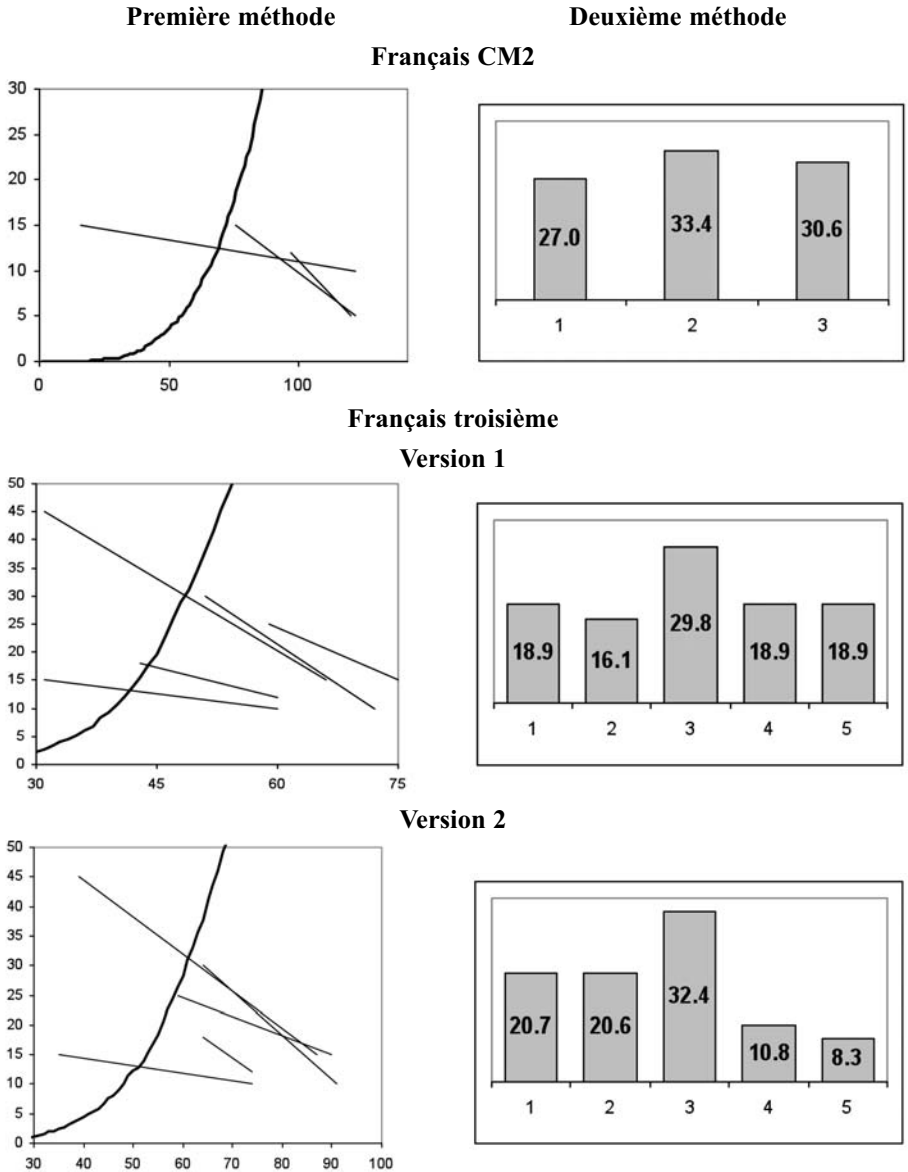 Première méthode Deuxième méthode
Français CM2
30
25
20
15
10
5
0
0 50 100
27.0 33.4 30.6
1 2 3
Français troisième
Version 1
50
45
40
35
30
25
20
15
10
5
0
30 45 60 75
18.9 16.1 29.8 18.9 18.9
1 2 3 4 5
Version 2
50
45
40
35
30
25
20
15
10
5
0
30 40 50 60 70 80 90 100
20.7 20.6 32.4 10.8 8.3
1 2 3 4 5